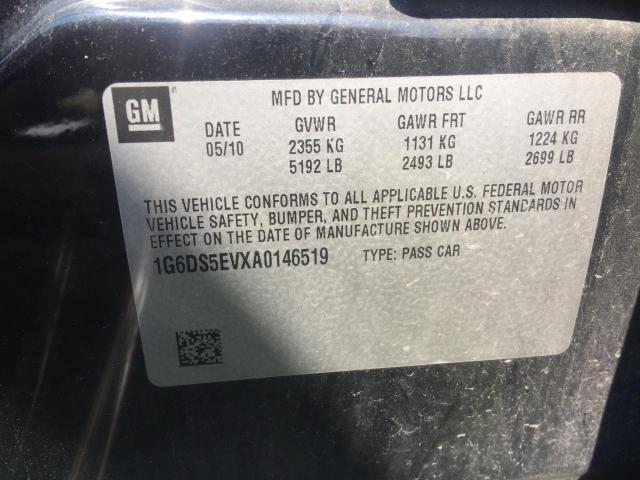 GM
MFD BY GENERAL MOTORS LLC
DATE GVWR GAWR FRT GAWR RR
05/10 2355 KG 1131 KG 1224 KG
5192 LB 2493 LB 2699 LB
THIS VEHICLE CONFORMS TO ALL APPLICABLE U.S. FEDERAL MOTOR
VEHICLE SAFETY, BUMPER, AND THEFT PREVENTION STANDARDS IN
EFFECT ON THE DATE OF MANUFACTURE SHOWN ABOVE.
1G6DS5EVXA0146519 TYPE: PASS CAR